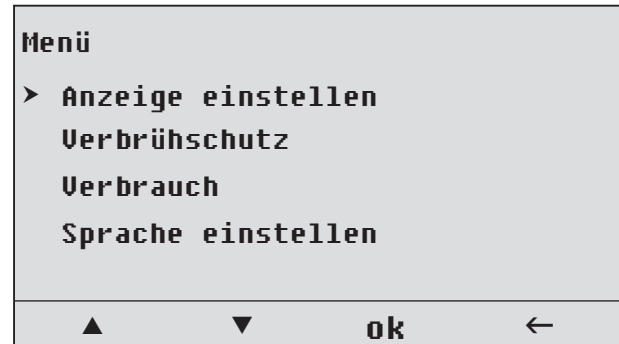 Menü
➤ Anzeige einstellen
Verbrühschutz
Verbrauch
Sprache einstellen
▲ ▼ ok ←